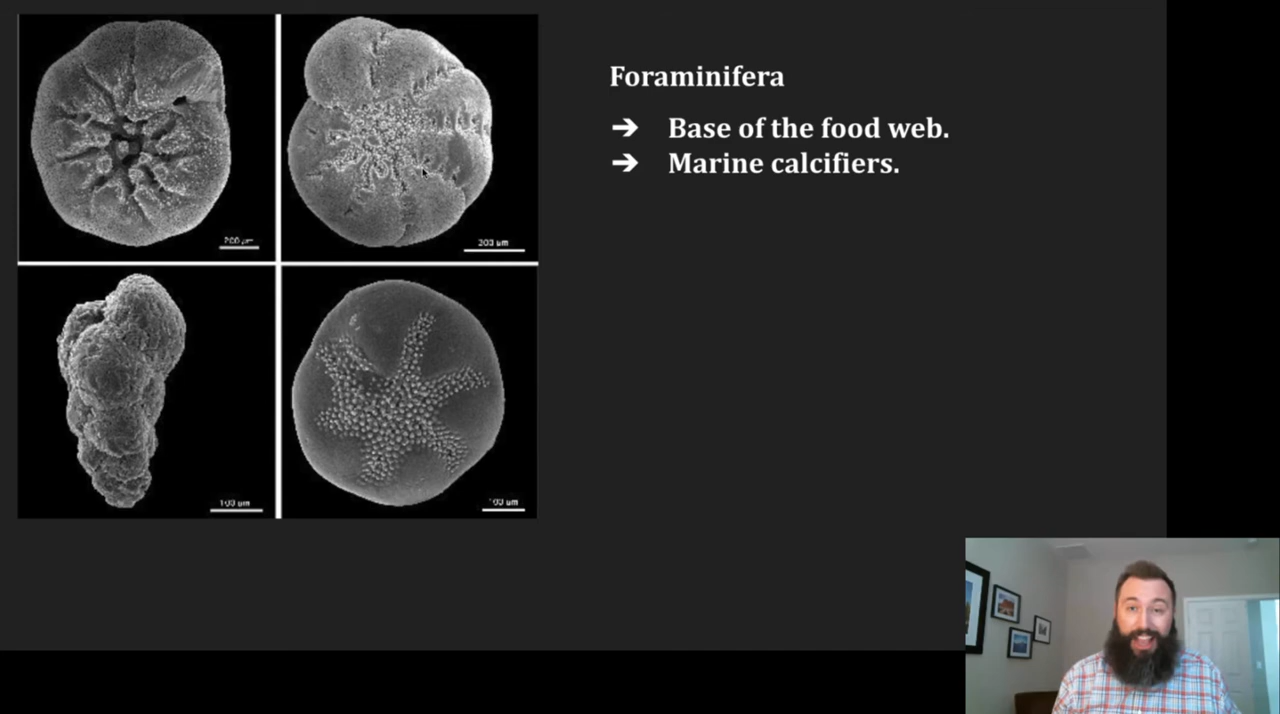 Foraminifera
➔ Base of the food web.
➔ Marine calcifiers.
200 µm
200 µm
100 µm
100 µm